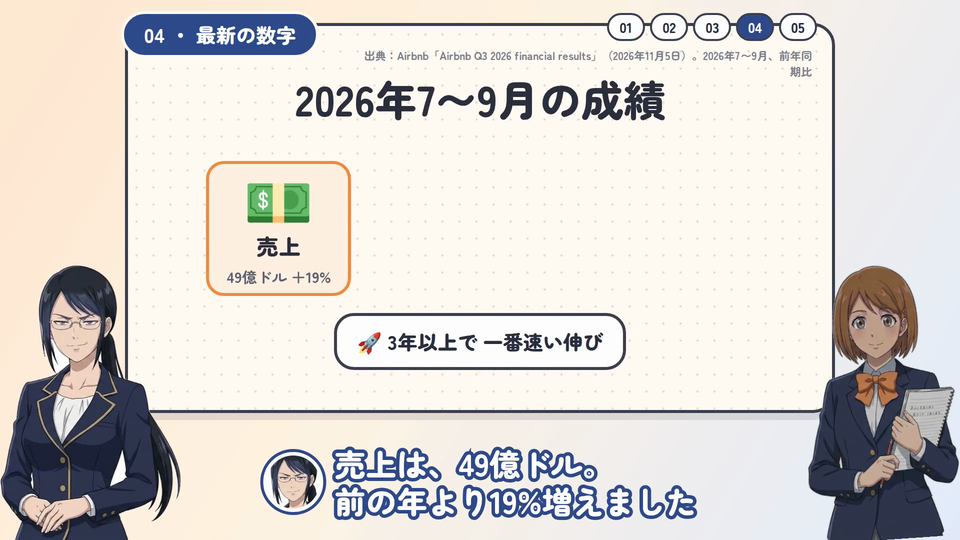 04 ・ 最新の数字
01 02 03 04 05
出典：Airbnb「Airbnb Q3 2026 financial results」（2026年11月5日）。2026年7〜9月、前年同
期比
2026年7〜9月の成績
$
売上
49億ドル ＋19%
3年以上で 一番速い伸び
売上は、49億ドル。
前の年より19%増えました